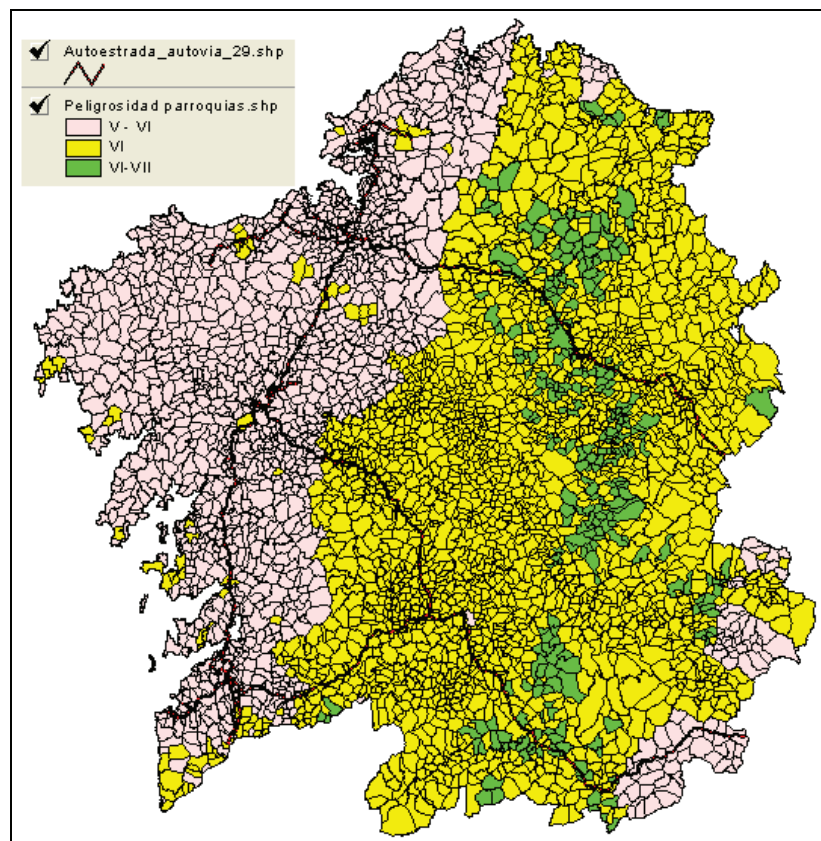 Autoestrada_autovia_29.shp
Peligrosidad parroquias.shp
V - VI
VI
VI-VII